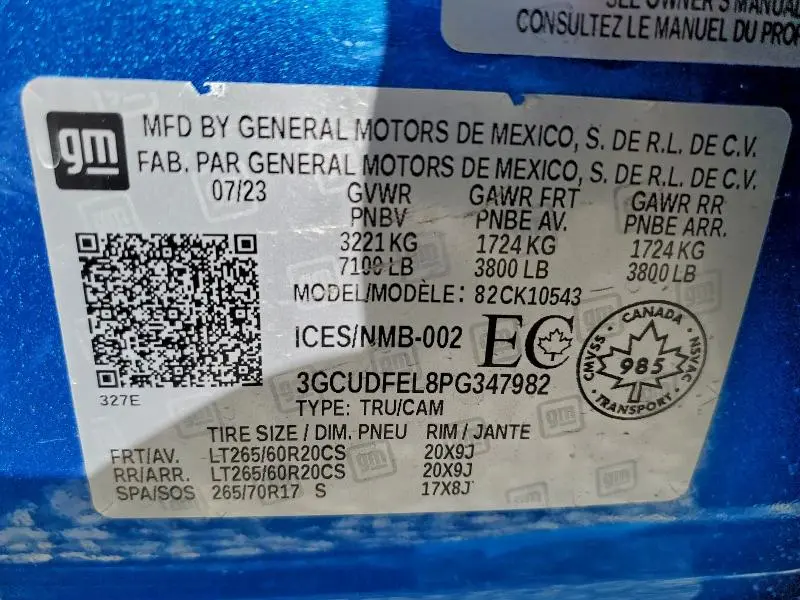 SEE OWNER'S MANUAL
CONSULTEZ LE MANUEL DU PROP
gm
MFD BY GENERAL MOTORS DE MEXICO, S. DE R.L. DE C.V.
FAB. PAR GENERAL MOTORS DE MEXICO, S. DE R.L. DE C.V.
07/23 GVWR GAWR FRT GAWR RR
PNBV PNBE AV. PNBE ARR.
3221 KG 1724 KG 1724 KG
7100 LB 3800 LB 3800 LB
MODEL/MODÈLE: 82CK10543
ICES/NMB-002 EC
CANADA
CMVSS 985 NSVAC
TRANSPORT
327E
3GCUDFEL8PG347982
TYPE: TRU/CAM
TIRE SIZE / DIM. PNEU RIM / JANTE
FRT/AV. LT265/60R20CS 20X9J
RR/ARR. LT265/60R20CS 20X9J
SPA/SOS 265/70R17 S 17X8J